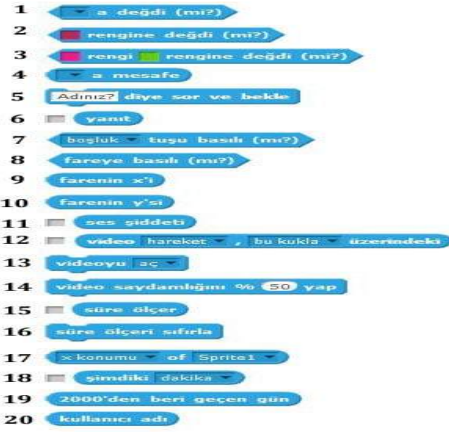 1 a değdi (mi?)
2 rengine değdi (mi?)
3 rengi rengine değdi (mi?)
4 a mesafe
5 Adınız? diye sor ve bekle
6 yanıt
7 boşluk tuşu basılı (mı?)
8 fareye basılı (mı?)
9 farenin x'i
10 farenin y'si
11 ses şiddeti
12 video hareket , bu kukla üzerindeki
13 videoyu aç
14 video saydamlığını % 50 yap
15 süre ölçer
16 süre ölçeri sıfırla
17 x konumu of Sprite1
18 şimdiki dakika
19 2000'den beri geçen gün
20 kullanıcı adı